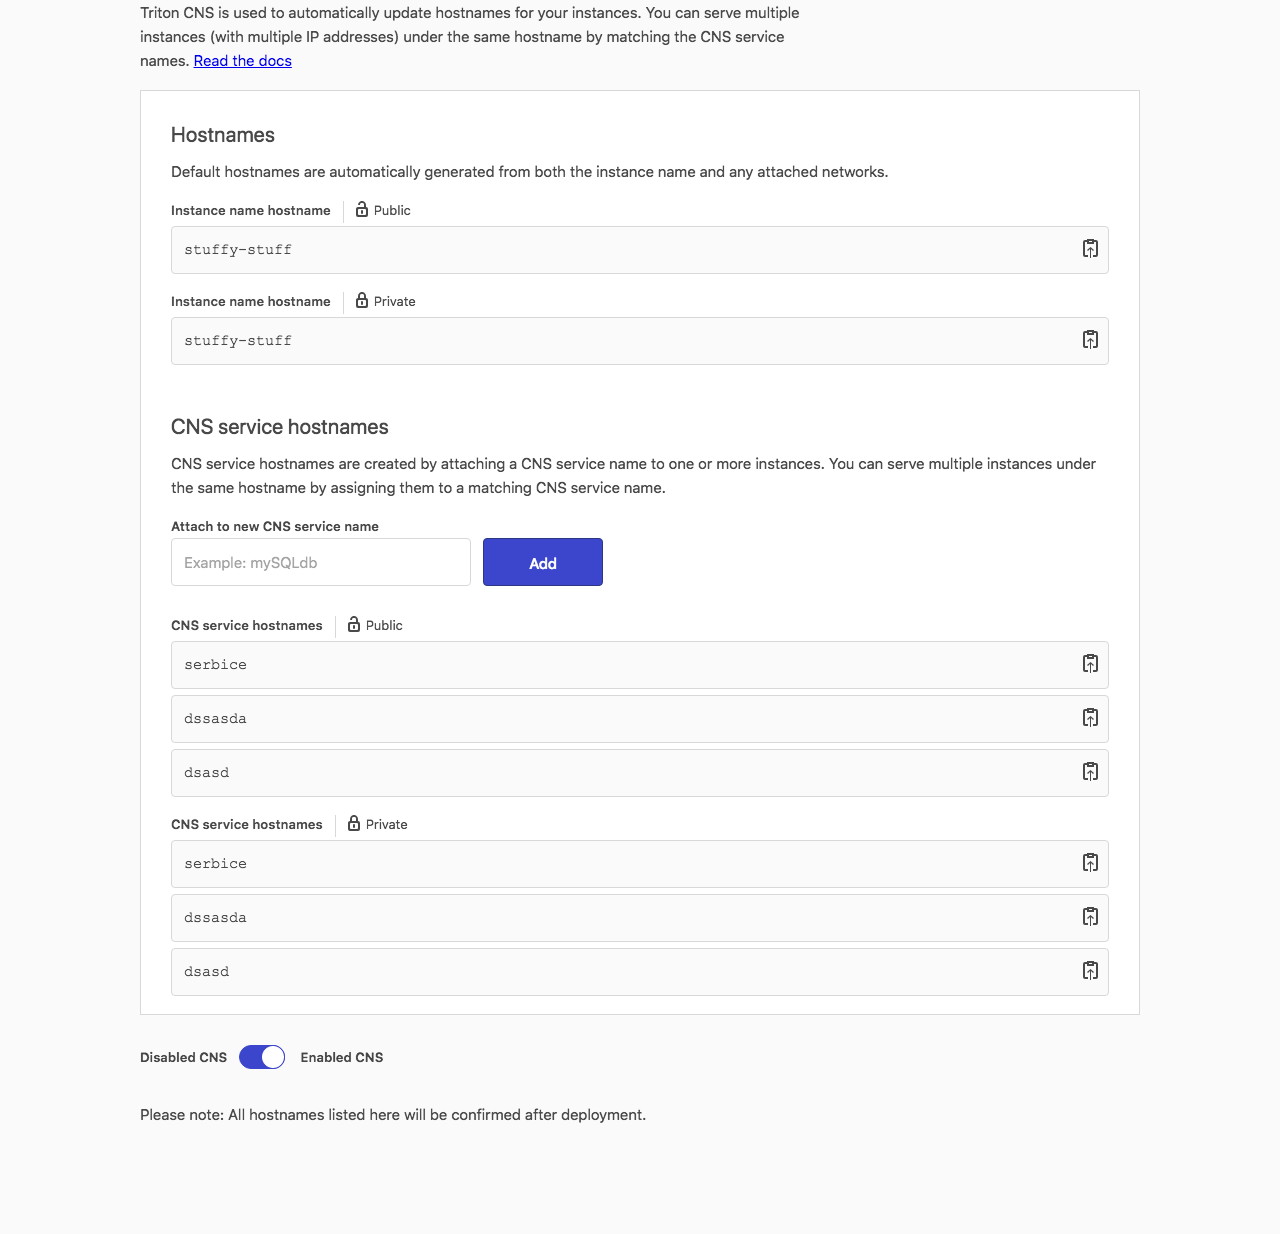 Triton CNS is used to automatically update hostnames for your instances. You can serve multiple
instances (with multiple IP addresses) under the same hostname by matching the CNS service
names. Read the docs
Hostnames
Default hostnames are automatically generated from both the instance name and any attached networks.
Instance name hostname Public
stuffy-stuff
Instance name hostname Private
stuffy-stuff
CNS service hostnames
CNS service hostnames are created by attaching a CNS service name to one or more instances. You can serve multiple instances under
the same hostname by assigning them to a matching CNS service name.
Attach to new CNS service name
Example: mySQLdb Add
CNS service hostnames Public
serbice
dssasda
dsasd
CNS service hostnames Private
serbice
dssasda
dsasd
Disabled CNS Enabled CNS
Please note: All hostnames listed here will be confirmed after deployment.